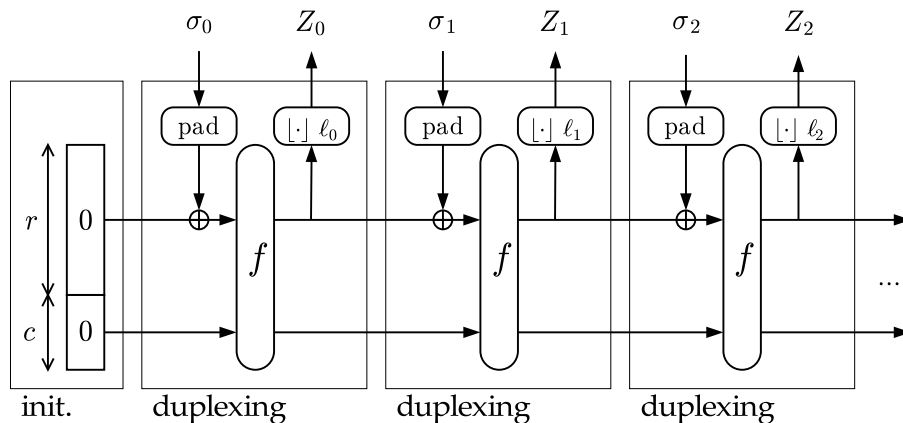 σ₀ Z₀ σ₁ Z₁ σ₂ Z₂
pad ⌊·⌋ ℓ₀ pad ⌊·⌋ ℓ₁ pad ⌊·⌋ ℓ₂
r 0
f f f
...
c 0
init. duplexing duplexing duplexing